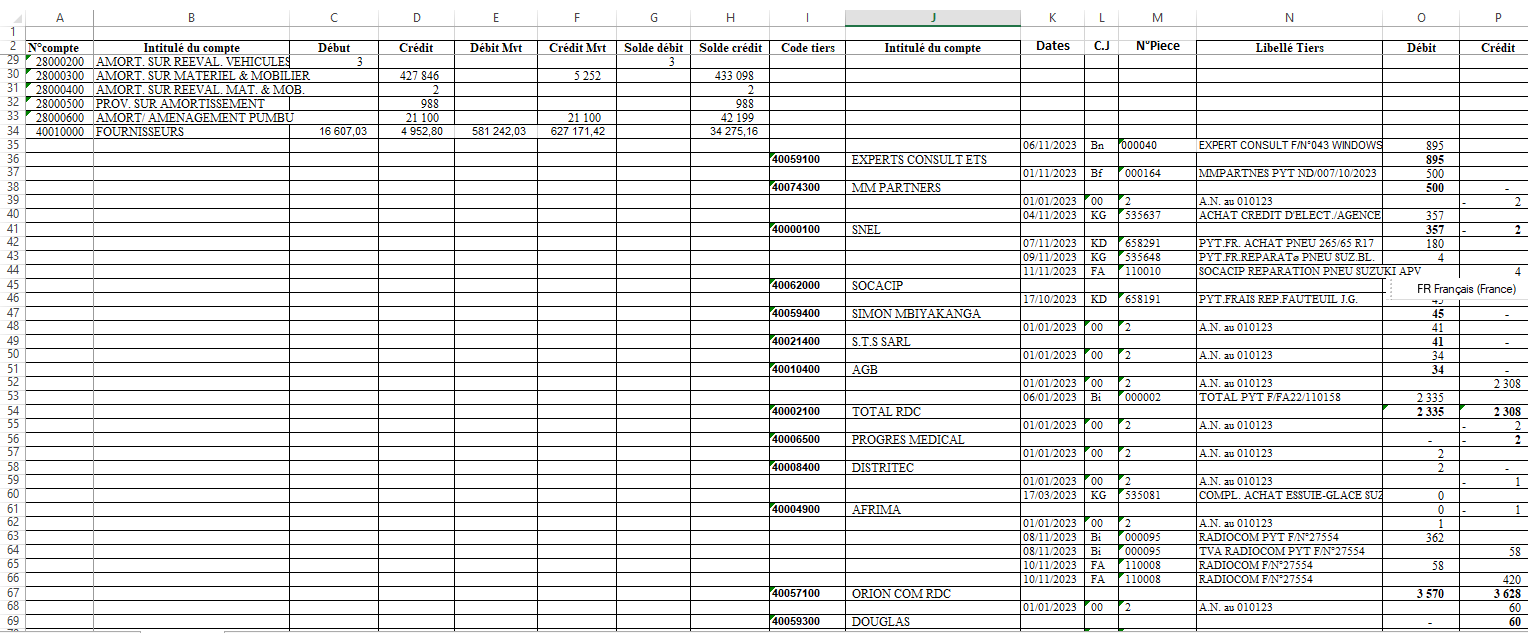 A B C D E F G H I J K L M N O P
1
2 N°compte Intitulé du compte Début Crédit Débit Mvt Crédit Mvt Solde débit Solde crédit Code tiers Intitulé du compte Dates C.J N°Piece Libellé Tiers Débit Crédit
29 28000200 AMORT. SUR REEVAL. VEHICULES 3 3
30 28000300 AMORT. SUR MATERIEL & MOBILIER 427 846 5 252 433 098
31 28000400 AMORT. SUR REEVAL. MAT. & MOB. 2 2
32 28000500 PROV. SUR AMORTISSEMENT 988 988
33 28000600 AMORT/ AMENAGEMENT PUMBU 21 100 21 100 42 199
34 40010000 FOURNISSEURS 16 607,03 4 952,80 581 242,03 627 171,42 34 275,16
35 06/11/2023 Bn 000040 EXPERT CONSULT F/N°043 WINDOWS 895
36 40059100 EXPERTS CONSULT ETS 895
37 01/11/2023 Bf 000164 MMPARTNES PYT ND/007/10/2023 500
38 40074300 MM PARTNERS 500 -
39 01/01/2023 00 2 A.N. au 010123 - 2
40 04/11/2023 KG 535637 ACHAT CREDIT D'ELECT./AGENCE 357
41 40000100 SNEL 357 - 2
42 07/11/2023 KD 658291 PYT.FR. ACHAT PNEU 265/65 R17 180
43 09/11/2023 KG 535648 PYT.FR.REPARATø PNEU SUZ.BL. 4
44 11/11/2023 FA 110010 SOCACIP REPARATION PNEU SUZUKI APV 4
45 40062000 SOCACIP FR Français (France)
46 17/10/2023 KD 658191 PYT.FRAIS REP.FAUTEUIL J.G. 45
47 40059400 SIMON MBIYAKANGA 45 -
48 01/01/2023 00 2 A.N. au 010123 41
49 40021400 S.T.S SARL 41 -
50 01/01/2023 00 2 A.N. au 010123 34
51 40010400 AGB 34 -
52 01/01/2023 00 2 A.N. au 010123 2 308
53 06/01/2023 Bi 000002 TOTAL PYT F/FA22/110158 2 335
54 40002100 TOTAL RDC 2 335 2 308
55 01/01/2023 00 2 A.N. au 010123 - 2
56 40006500 PROGRES MEDICAL - - 2
57 01/01/2023 00 2 A.N. au 010123 2
58 40008400 DISTRITEC 2 -
59 01/01/2023 00 2 A.N. au 010123 - 1
60 17/03/2023 KG 535081 COMPL. ACHAT ESSUIE-GLACE SUZ 0
61 40004900 AFRIMA 0 - 1
62 01/01/2023 00 2 A.N. au 010123 1
63 08/11/2023 Bi 000095 RADIOCOM PYT F/N°27554 362
64 08/11/2023 Bi 000095 TVA RADIOCOM PYT F/N°27554 58
65 10/11/2023 FA 110008 RADIOCOM F/N°27554 58
66 10/11/2023 FA 110008 RADIOCOM F/N°27554 420
67 40057100 ORION COM RDC 3 570 3 628
68 01/01/2023 00 2 A.N. au 010123 60
69 40059300 DOUGLAS - 60